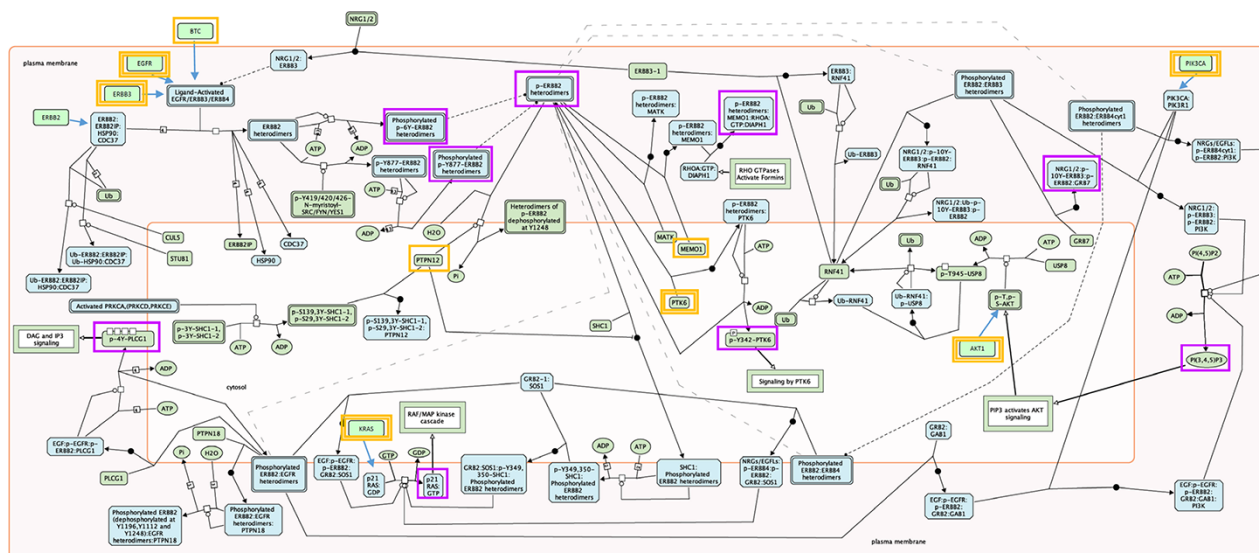 NRG1/2
BTC
plasma membrane
EGFR
NRG1/2:
ERBB3
ERBB3
Ligand-Activated
EGFR/ERBB3/ERBB4
p-ERBB2
heterodimers
ERBB3-1
ERBB3:
RNF41
Phosphorylated
ERBB2:ERBB3
heterodimers
PIK3CA
PIK3CA:
PIK3R1
ERBB2
ERBB2:
ERBB2IP:
HSP90:
CDC37
ERBB2
heterodimers
Phosphorylated
p-6Y-ERBB2
heterodimers
p-ERBB2
heterodimers:
MATK
p-ERBB2
heterodimers:
MEMO1
p-ERBB2
heterodimers:
MEMO1:RHOA:
GTP:DIAPH1
Ub
Phosphorylated
ERBB2:ERBB4cyt1
heterodimers
NRGs/EGFLs:
p-ERBB4cyt1:
p-ERBB2:PI3K
ATP
ADP
p-Y877-ERBB2
heterodimers
Phosphorylated
p-Y877-ERBB2
heterodimers
Ub-ERBB3
NRG1/2:p-10Y-
ERBB3:p-ERBB2:
RNF41
RHOA:GTP:
DIAPH1
RHO GTPases
Activate Formins
NRG1/2:p-
10Y-ERBB3:p-
ERBB2:GRB7
Ub
ATP
p-Y419/420/426-
N-myristoyl-
SRC/FYN/YES1
Ub
NRG1/2:Ub-p-
10Y-ERBB3:p-
ERBB2
p-ERBB2
heterodimers:
PTK6
NRG1/2:
p-ERBB3:
p-ERBB2:
PI3K
Heterodimers of
p-ERBB2
dephosphorylated
at Y1248
ADP
H2O
CUL5
STUB1
ERBB2IP
CDC37
HSP90
Ub-ERBB2:ERBB2IP:
Ub-HSP90:CDC37
Ub-ERBB2:ERBB2IP:
HSP90:CDC37
MATK
MEMO1
ATP
Ub
ADP
ATP
GRB7
PTPN12
Pi
RNF41
p-T945-USP8
USP8
PI(4,5)P2
ATP
PTK6
Activated PRKCA,(PRKCD,PRKCE)
Ub-RNF41
Ub-RNF41:
p-USP8
p-T,p-
S-AKT
ADP
ADP
p-S139,3Y-SHC1-1,
p-S29,3Y-SHC1-2
p-3Y-SHC1-1,
p-3Y-SHC1-2
p-S139,3Y-SHC1-1,
p-S29,3Y-SHC1-2:
PTPN12
SHC1
Ub
DAG and IP3
signaling
p-4Y-PLCG1
ATP
ADP
p-Y342-PTK6
AKT1
PI(3,4,5)P3
ADP
cytosol
Signaling by
PTK6
GRB2-1:
SOS1
ATP
RAF/MAP kinase
cascade
PIP3 activates AKT
signaling
KRAS
GRB2:
GAB1
EGF:p-EGFR:p-
ERBB2:PLCG1
PTPN18
Pi
H2O
GTP
GDP
ADP
ATP
PLCG1
Phosphorylated
ERBB2:EGFR
heterodimers
EGF:p-EGFR:
p-ERBB2:
GRB2:SOS1
p21
RAS:
GDP
p21
RAS:
GTP
GRB2:SOS1:p-Y349,
350-SHC1:
Phosphorylated
ERBB2 heterodimers
p-Y349,350-
SHC1:
Phosphorylated
ERBB2
heterodimers
SHC1:
Phosphorylated
ERBB2 heterodimers
NRGs/EGFLs:
p-ERBB4:p-
ERBB2:
GRB2:SOS1
Phosphorylated
ERBB2:ERBB4
heterodimers
Phosphorylated ERBB2
(dephosphorylated at
Y1196,Y1112 and
Y1248):EGFR
heterodimers:PTPN18
Phosphorylated
ERBB2:EGFR
heterodimers:
PTPN18
EGF:p-EGFR:
p-ERBB2:
GRB2:GAB1
EGF:p-EGFR:
p-ERBB2:
GRB2:GAB1:
PI3K
plasma membrane